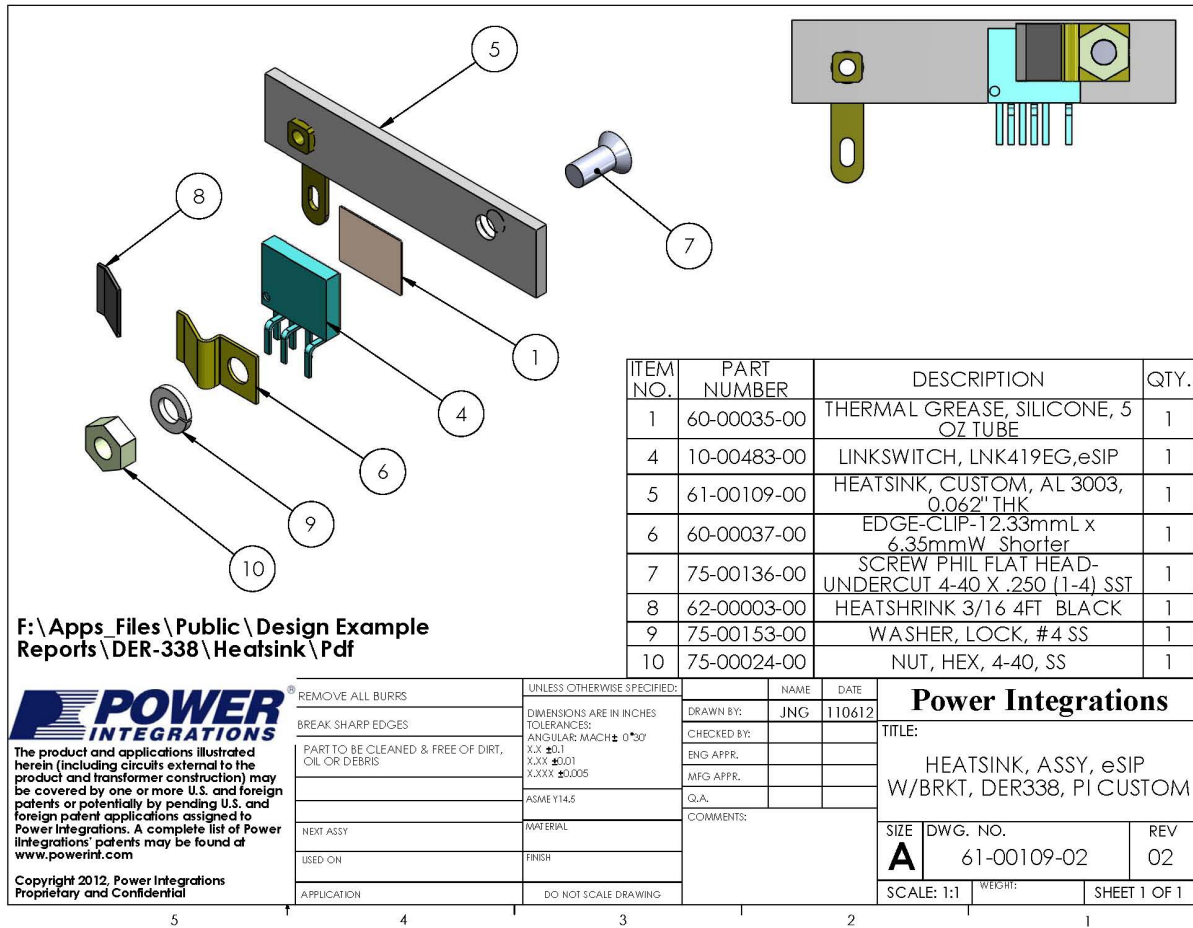 5
8
7
1
4
6
9
10
ITEM NO. PART NUMBER DESCRIPTION QTY.
1 60-00035-00 THERMAL GREASE, SILICONE, 5 OZ TUBE 1
4 10-00483-00 LINKSWITCH, LNK419EG,eSIP 1
5 61-00109-00 HEATSINK, CUSTOM, AL 3003, 0.062" THK 1
6 60-00037-00 EDGE-CLIP-12.33mmL x 6.35mmW Shorter 1
7 75-00136-00 SCREW PHIL FLAT HEAD-UNDERCUT 4-40 X .250 (1-4) SST 1
8 62-00003-00 HEATSHRINK 3/16 4FT BLACK 1
9 75-00153-00 WASHER, LOCK, #4 SS 1
10 75-00024-00 NUT, HEX, 4-40, SS 1
F:\Apps_Files\Public\Design Example
Reports\DER-338\Heatsink\Pdf
POWER
INTEGRATIONS®
The product and applications illustrated
herein (including circuits external to the
product and transformer construction) may
be covered by one or more U.S. and foreign
patents or potentially by pending U.S. and
foreign patent applications assigned to
Power Integrations. A complete list of Power
iIntegrations' patents may be found at
www.powerint.com
Copyright 2012, Power Integrations
Proprietary and Confidential
REMOVE ALL BURRS
BREAK SHARP EDGES
PART TO BE CLEANED & FREE OF DIRT,
OIL OR DEBRIS
NEXT ASSY
USED ON
APPLICATION
UNLESS OTHERWISE SPECIFIED:
DIMENSIONS ARE IN INCHES
TOLERANCES:
ANGULAR: MACH± 0°30'
X.X ±0.1
X.XX ±0.01
X.XXX ±0.005
ASME Y14.5
MATERIAL
FINISH
DO NOT SCALE DRAWING
NAME DATE
DRAWN BY: JNG 110612
CHECKED BY:
ENG APPR.
MFG APPR.
Q.A.
COMMENTS:
Power Integrations
TITLE:
HEATSINK, ASSY, eSIP
W/BRKT, DER338, PI CUSTOM
SIZE DWG. NO. REV
A 61-00109-02 02
SCALE: 1:1 WEIGHT: SHEET 1 OF 1
5 4 3 2 1